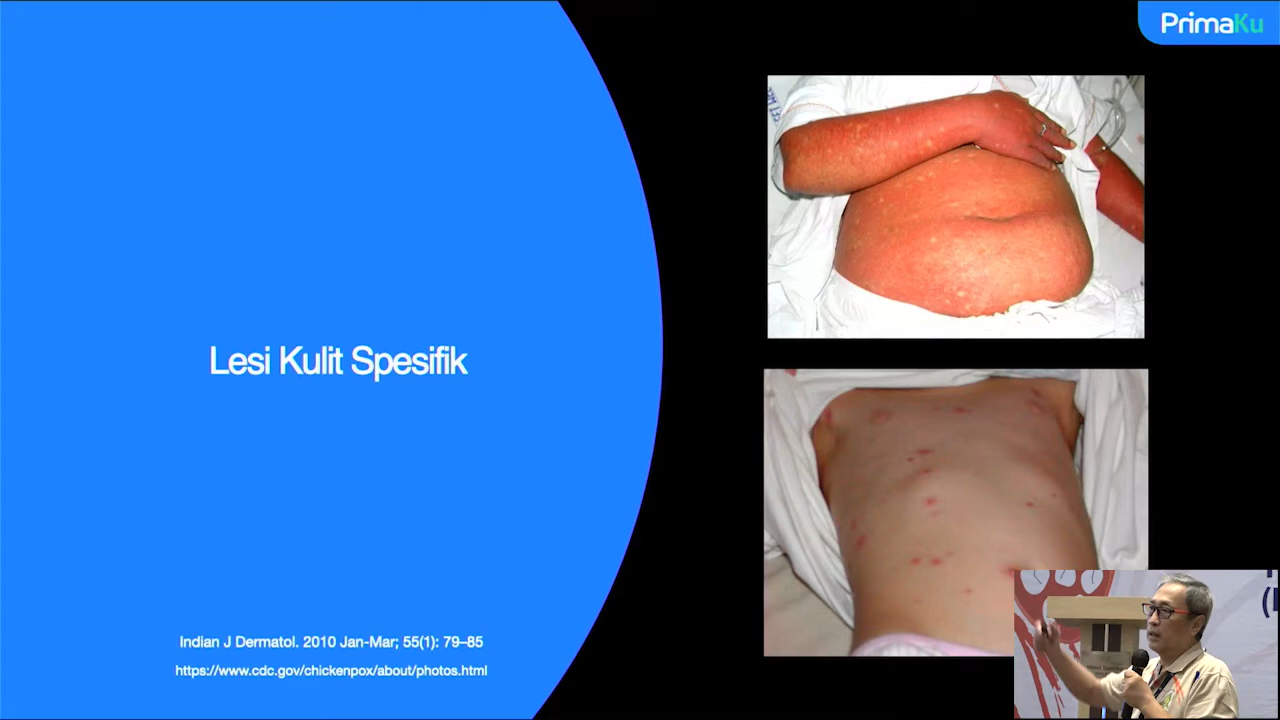 PrimaKu
Lesi Kulit Spesifik
Indian J Dermatol. 2010 Jan-Mar; 55(1): 79–85
https://www.cdc.gov/chickenpox/about/photos.html